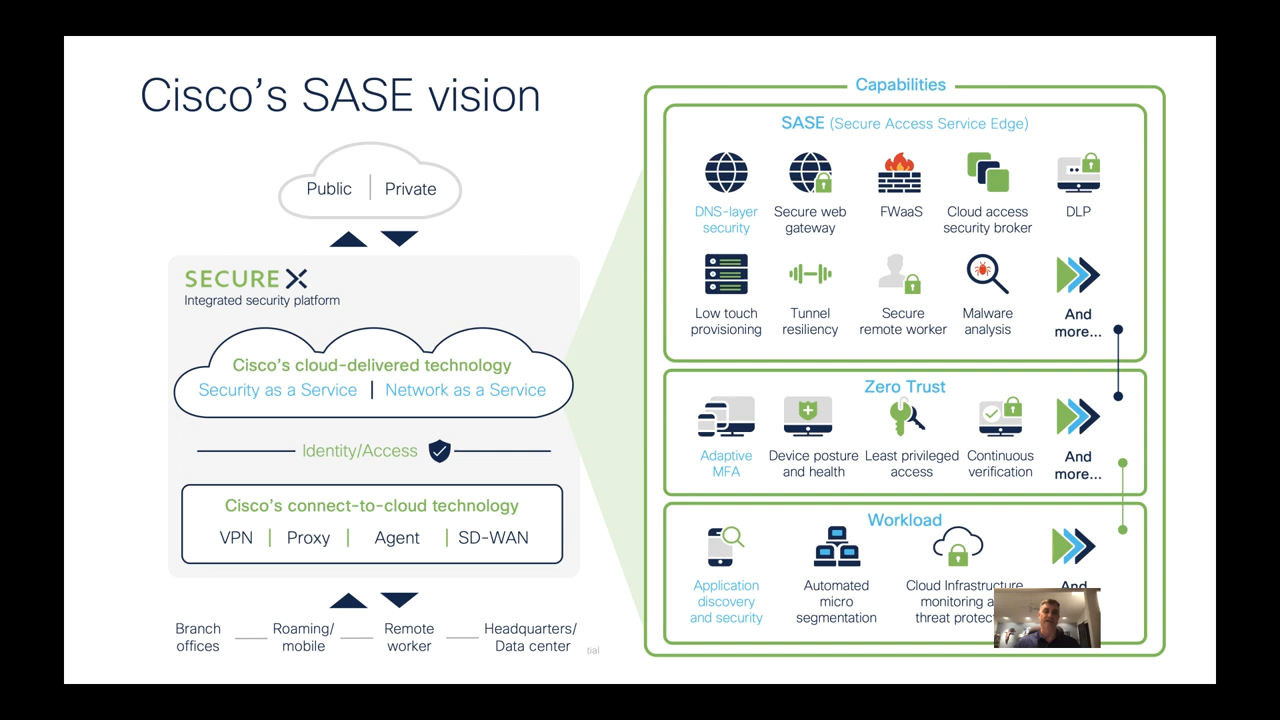 Cisco's SASE vision
Public | Private
SECURE X
Integrated security platform
Cisco's cloud-delivered technology
Security as a Service | Network as a Service
Identity/Access
Cisco's connect-to-cloud technology
VPN | Proxy | Agent | SD-WAN
Branch offices
Roaming/mobile
Remote worker
Headquarters/
Data center
tial
Capabilities
SASE (Secure Access Service Edge)
DNS-layer
security
Secure web
gateway
FWaaS
Cloud access
security broker
DLP
Low touch
provisioning
Tunnel
resiliency
Secure
remote worker
Malware
analysis
And
more...
Zero Trust
Adaptive
MFA
Device posture
and health
Least privileged
access
Continuous
verification
And
more...
Workload
Application
discovery
and security
Automated
micro
segmentation
Cloud Infrastructure
monitoring a
threat protec
And